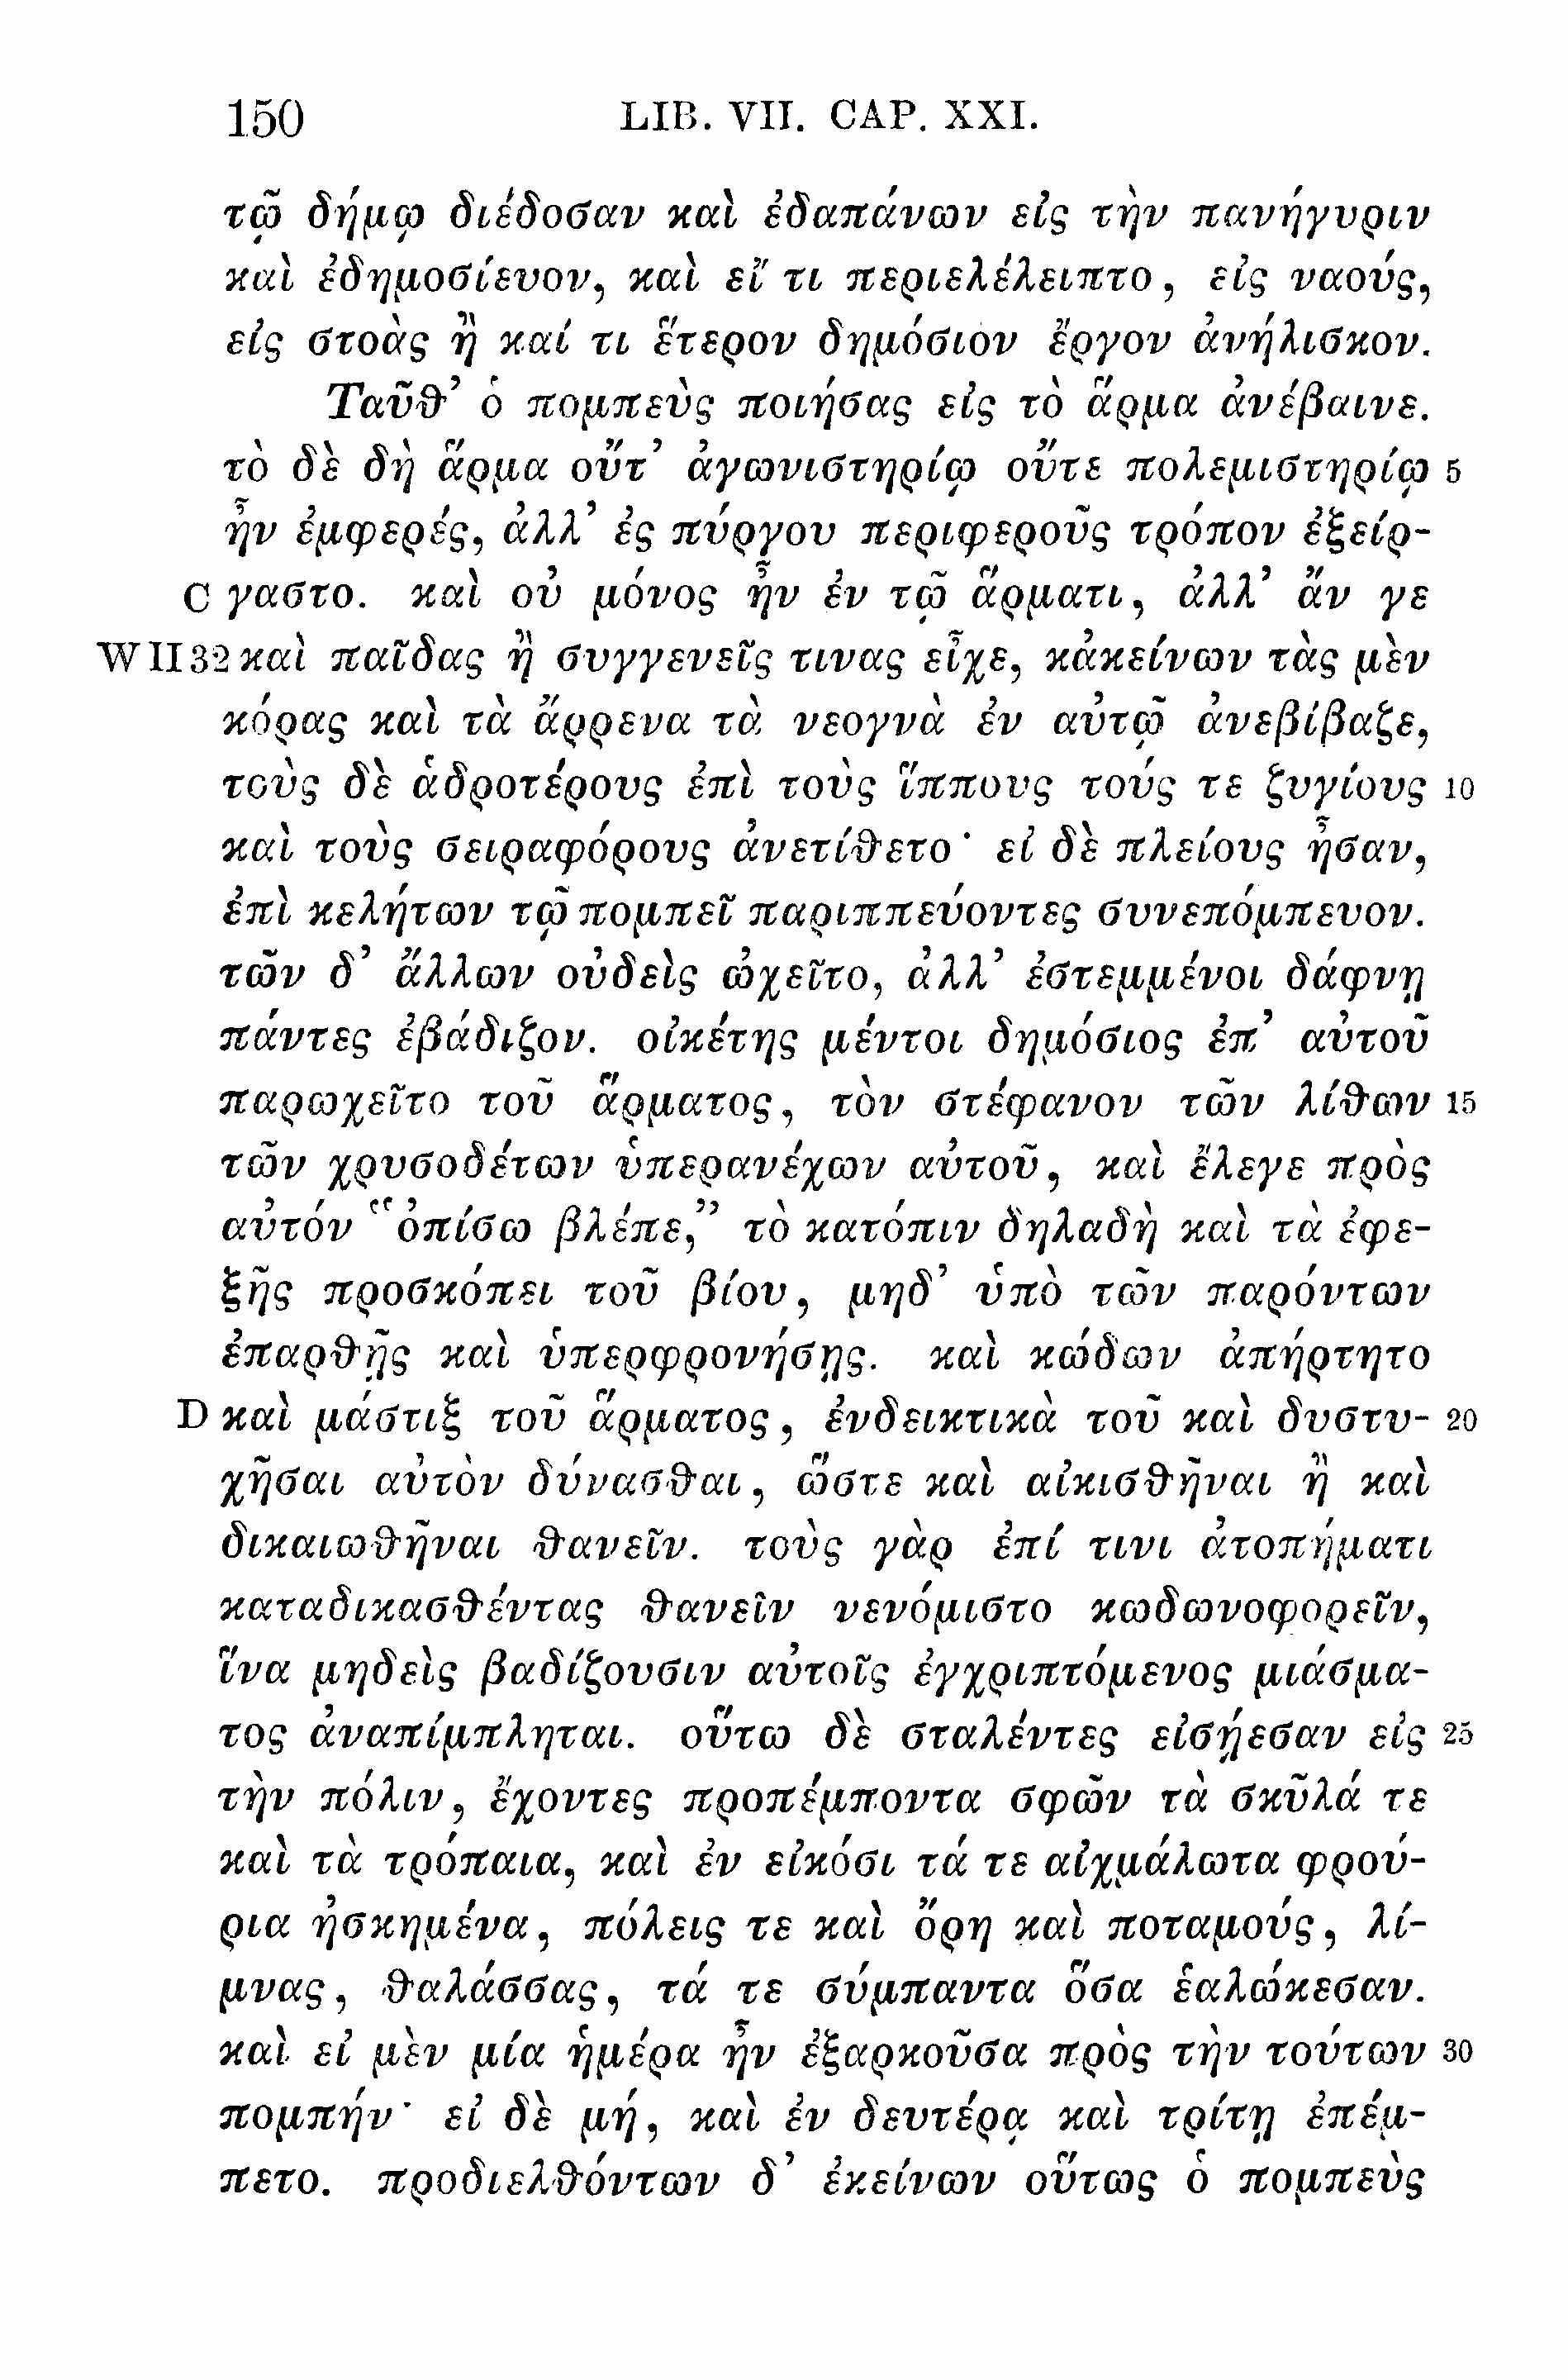 150 LIB. VII. CAP. XXI.
τῷ δήμῳ διέδοσαν καὶ ἐδαπάνων εἰς τὴν πανήγυριν
καὶ ἐδημοσίευον, καὶ εἴ τι περιελέλειπτο, εἰς ναούς,
εἰς στοὰς ἢ καί τι ἕτερον δημόσιον ἔργον ἀνήλισκον.
Ταῦθ’ ὁ πομπεὺς ποιήσας εἰς τὸ ἅρμα ἀνέβαινε.
τὸ δὲ δὴ ἅρμα οὔτ’ ἀγωνιστηρίῳ οὔτε πολεμιστηρίῳ 5
ἦν ἐμφερές, ἀλλ’ ἐς πύργου περιφεροῦς τρόπον ἐξείρ-
C γαστο. καὶ οὐ μόνος ἦν ἐν τῷ ἅρματι, ἀλλ’ ἄν γε
W II 32 καὶ παῖδας ἢ συγγενεῖς τινας εἶχε, κἀκείνων τὰς μὲν
κόρας καὶ τὰ ἄρρενα τὰ νεογνὰ ἐν αὐτῷ ἀνεβίβαζε,
τοὺς δὲ ἁδροτέρους ἐπὶ τοὺς ἵππους τούς τε ζυγίους 10
καὶ τοὺς σειραφόρους ἀνετίθετο· εἰ δὲ πλείους ἦσαν,
ἐπὶ κελήτων τῷ πομπεῖ παριππεύοντες συνεπόμπευον.
τῶν δ’ ἄλλων οὐδεὶς ὠχεῖτο, ἀλλ’ ἐστεμμένοι δάφνῃ
πάντες ἐβάδιζον. οἰκέτης μέντοι δημόσιος ἐπ’ αὐτοῦ
παρωχεῖτο τοῦ ἅρματος, τὸν στέφανον τῶν λίθων 15
τῶν χρυσοδέτων ὑπερανέχων αὐτοῦ, καὶ ἔλεγε πρὸς
αὐτόν “ὀπίσω βλέπε,” τὸ κατόπιν δηλαδὴ καὶ τὰ ἐφε-
ξῆς προσκόπει τοῦ βίου, μηδ’ ὑπὸ τῶν παρόντων
ἐπαρθῇς καὶ ὑπερφρονήσῃς. καὶ κώδων ἀπήρτητο
D καὶ μάστιξ τοῦ ἅρματος, ἐνδεικτικὰ τοῦ καὶ δυστυ- 20
χῆσαι αὐτὸν δύνασθαι, ὥστε καὶ αἰκισθῆναι ἢ καὶ
δικαιωθῆναι θανεῖν. τοὺς γὰρ ἐπί τινι ἀτοπήματι
καταδικασθέντας θανεῖν νενόμιστο κωδωνοφορεῖν,
ἵνα μηδεὶς βαδίζουσιν αὐτοῖς ἐγχριπτόμενος μιάσμα-
τος ἀναπίμπληται. οὕτω δὲ σταλέντες εἰσῄεσαν εἰς 25
τὴν πόλιν, ἔχοντες προπέμποντα σφῶν τὰ σκῦλά τε
καὶ τὰ τρόπαια, καὶ ἐν εἰκόσι τά τε αἰχμάλωτα φρού-
ρια ἠσκημένα, πόλεις τε καὶ ὄρη καὶ ποταμούς, λί-
μνας, θαλάσσας, τά τε σύμπαντα ὅσα ἑαλώκεσαν.
καὶ εἰ μὲν μία ἡμέρα ἦν ἐξαρκοῦσα πρὸς τὴν τούτων 30
πομπήν· εἰ δὲ μή, καὶ ἐν δευτέρᾳ καὶ τρίτῃ ἐπέμ-
πετο. προδιελθόντων δ’ ἐκείνων οὕτως ὁ πομπεὺς